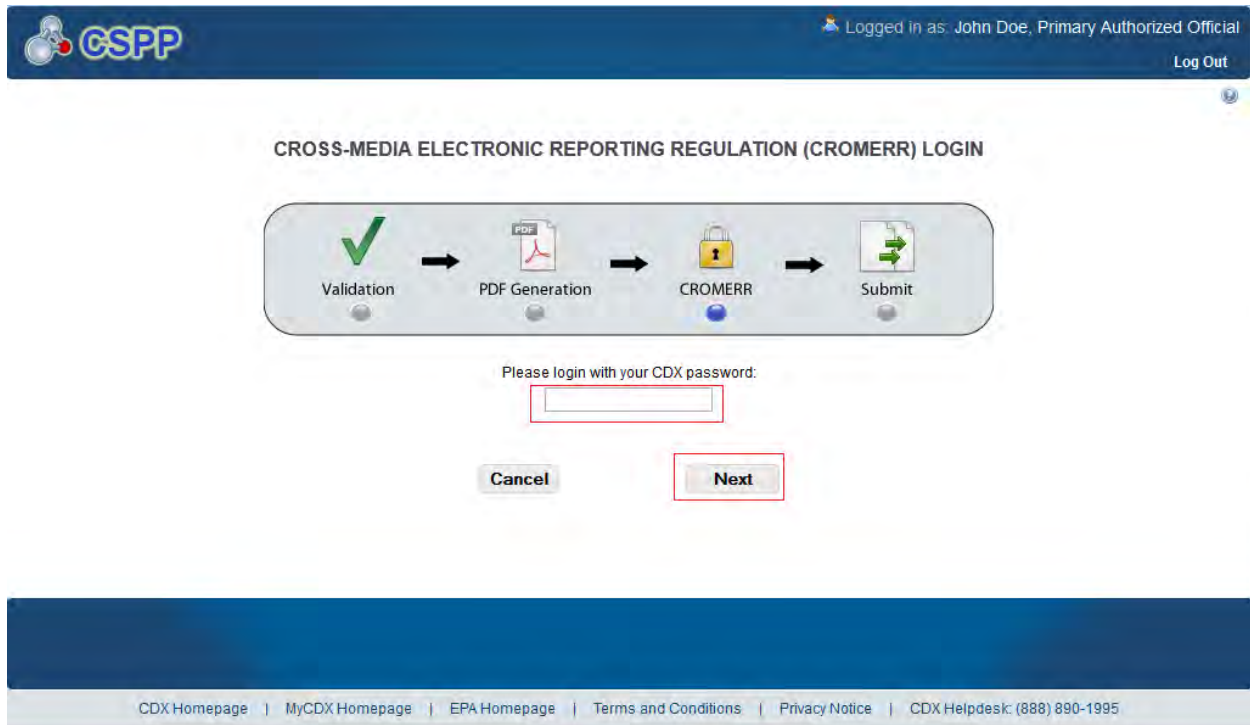 CSPP
Logged in as: John Doe, Primary Authorized Official
Log Out
CROSS-MEDIA ELECTRONIC REPORTING REGULATION (CROMERR) LOGIN
PDF
Validation PDF Generation CROMERR Submit
Please login with your CDX password:
Cancel Next
CDX Homepage | MyCDX Homepage | EPA Homepage | Terms and Conditions | Privacy Notice | CDX Helpdesk: (888) 890-1995